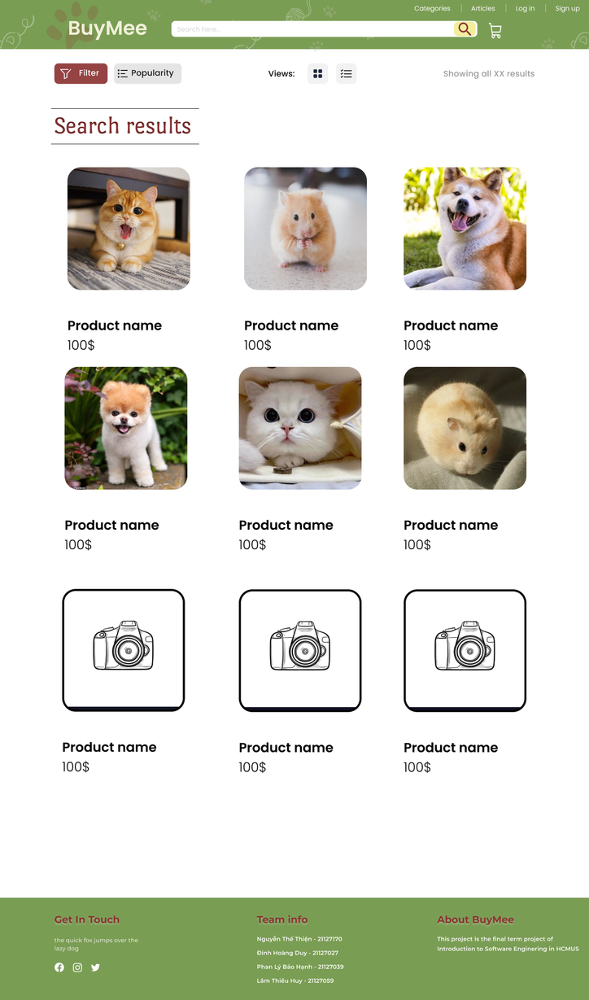 Categories | Articles | Log in | Sign up
BuyMee
Search here...
Filter
Popularity
Views:
Showing all XX results
Search results
Product name
100$
Product name
100$
Product name
100$
Product name
100$
Product name
100$
Product name
100$
Product name
100$
Product name
100$
Product name
100$
Get In Touch
the quick fox jumps over the
lazy dog
Team info
Nguyễn Thế Thiện - 21127170
Đinh Hoàng Duy - 21127027
Phan Lý Bảo Hạnh - 21127039
Lâm Thiều Huy - 21127059
About BuyMee
This project is the final term project of
Introduction to Software Enginering in HCMUS